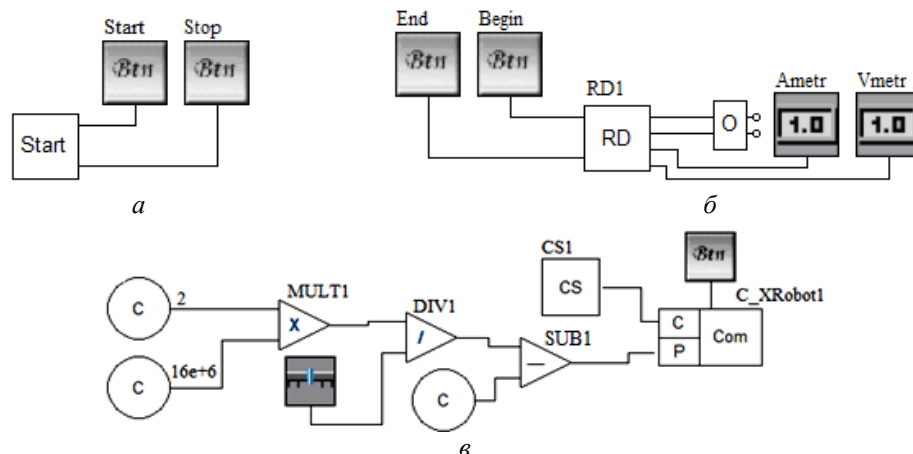 Start Stop
Btn Btn
Start
а
End Begin
Btn Btn
RD1
RD
O
Ametr Vmetr
1.0 1.0
б
C 2
MULT1
X
C 16e+6
DIV1
/
C
SUB1
—
CS1
CS
Btn
C_XRobot1
C
P
Com
в